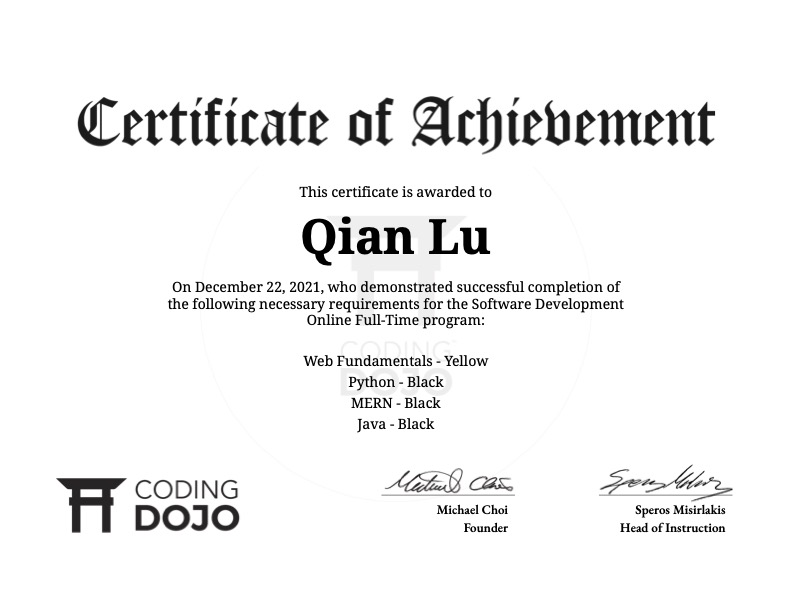 Certificate of Achievement
This certificate is awarded to
Qian Lu
On December 22, 2021, who demonstrated successful completion of
the following necessary requirements for the Software Development
Online Full-Time program:
CODING
DOJO
Web Fundamentals - Yellow
Python - Black
MERN - Black
Java - Black
CODING
DOJO
Michael Choi
Founder
Speros Misirlakis
Head of Instruction